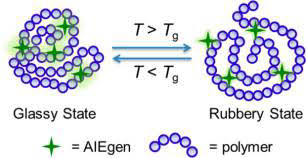 T > Tg
T < Tg
Glassy State
Rubbery State
= AIEgen
= polymer